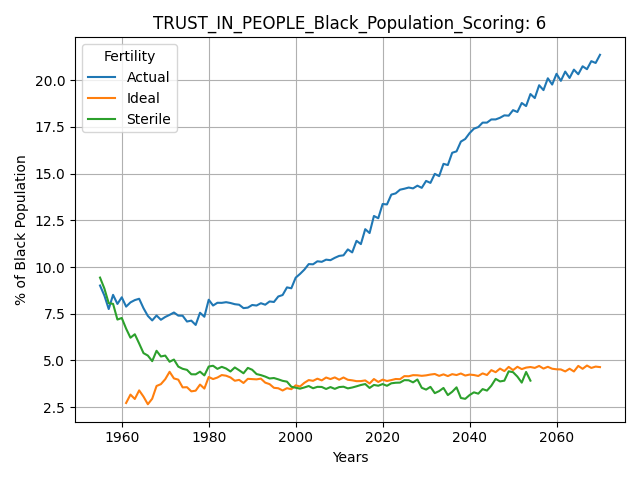 TRUST_IN_PEOPLE_Black_Population_Scoring: 6
Fertility
Actual
Ideal
Sterile
% of Black Population
20.0
17.5
15.0
12.5
10.0
7.5
5.0
2.5
1960 1980 2000 2020 2040 2060
Years